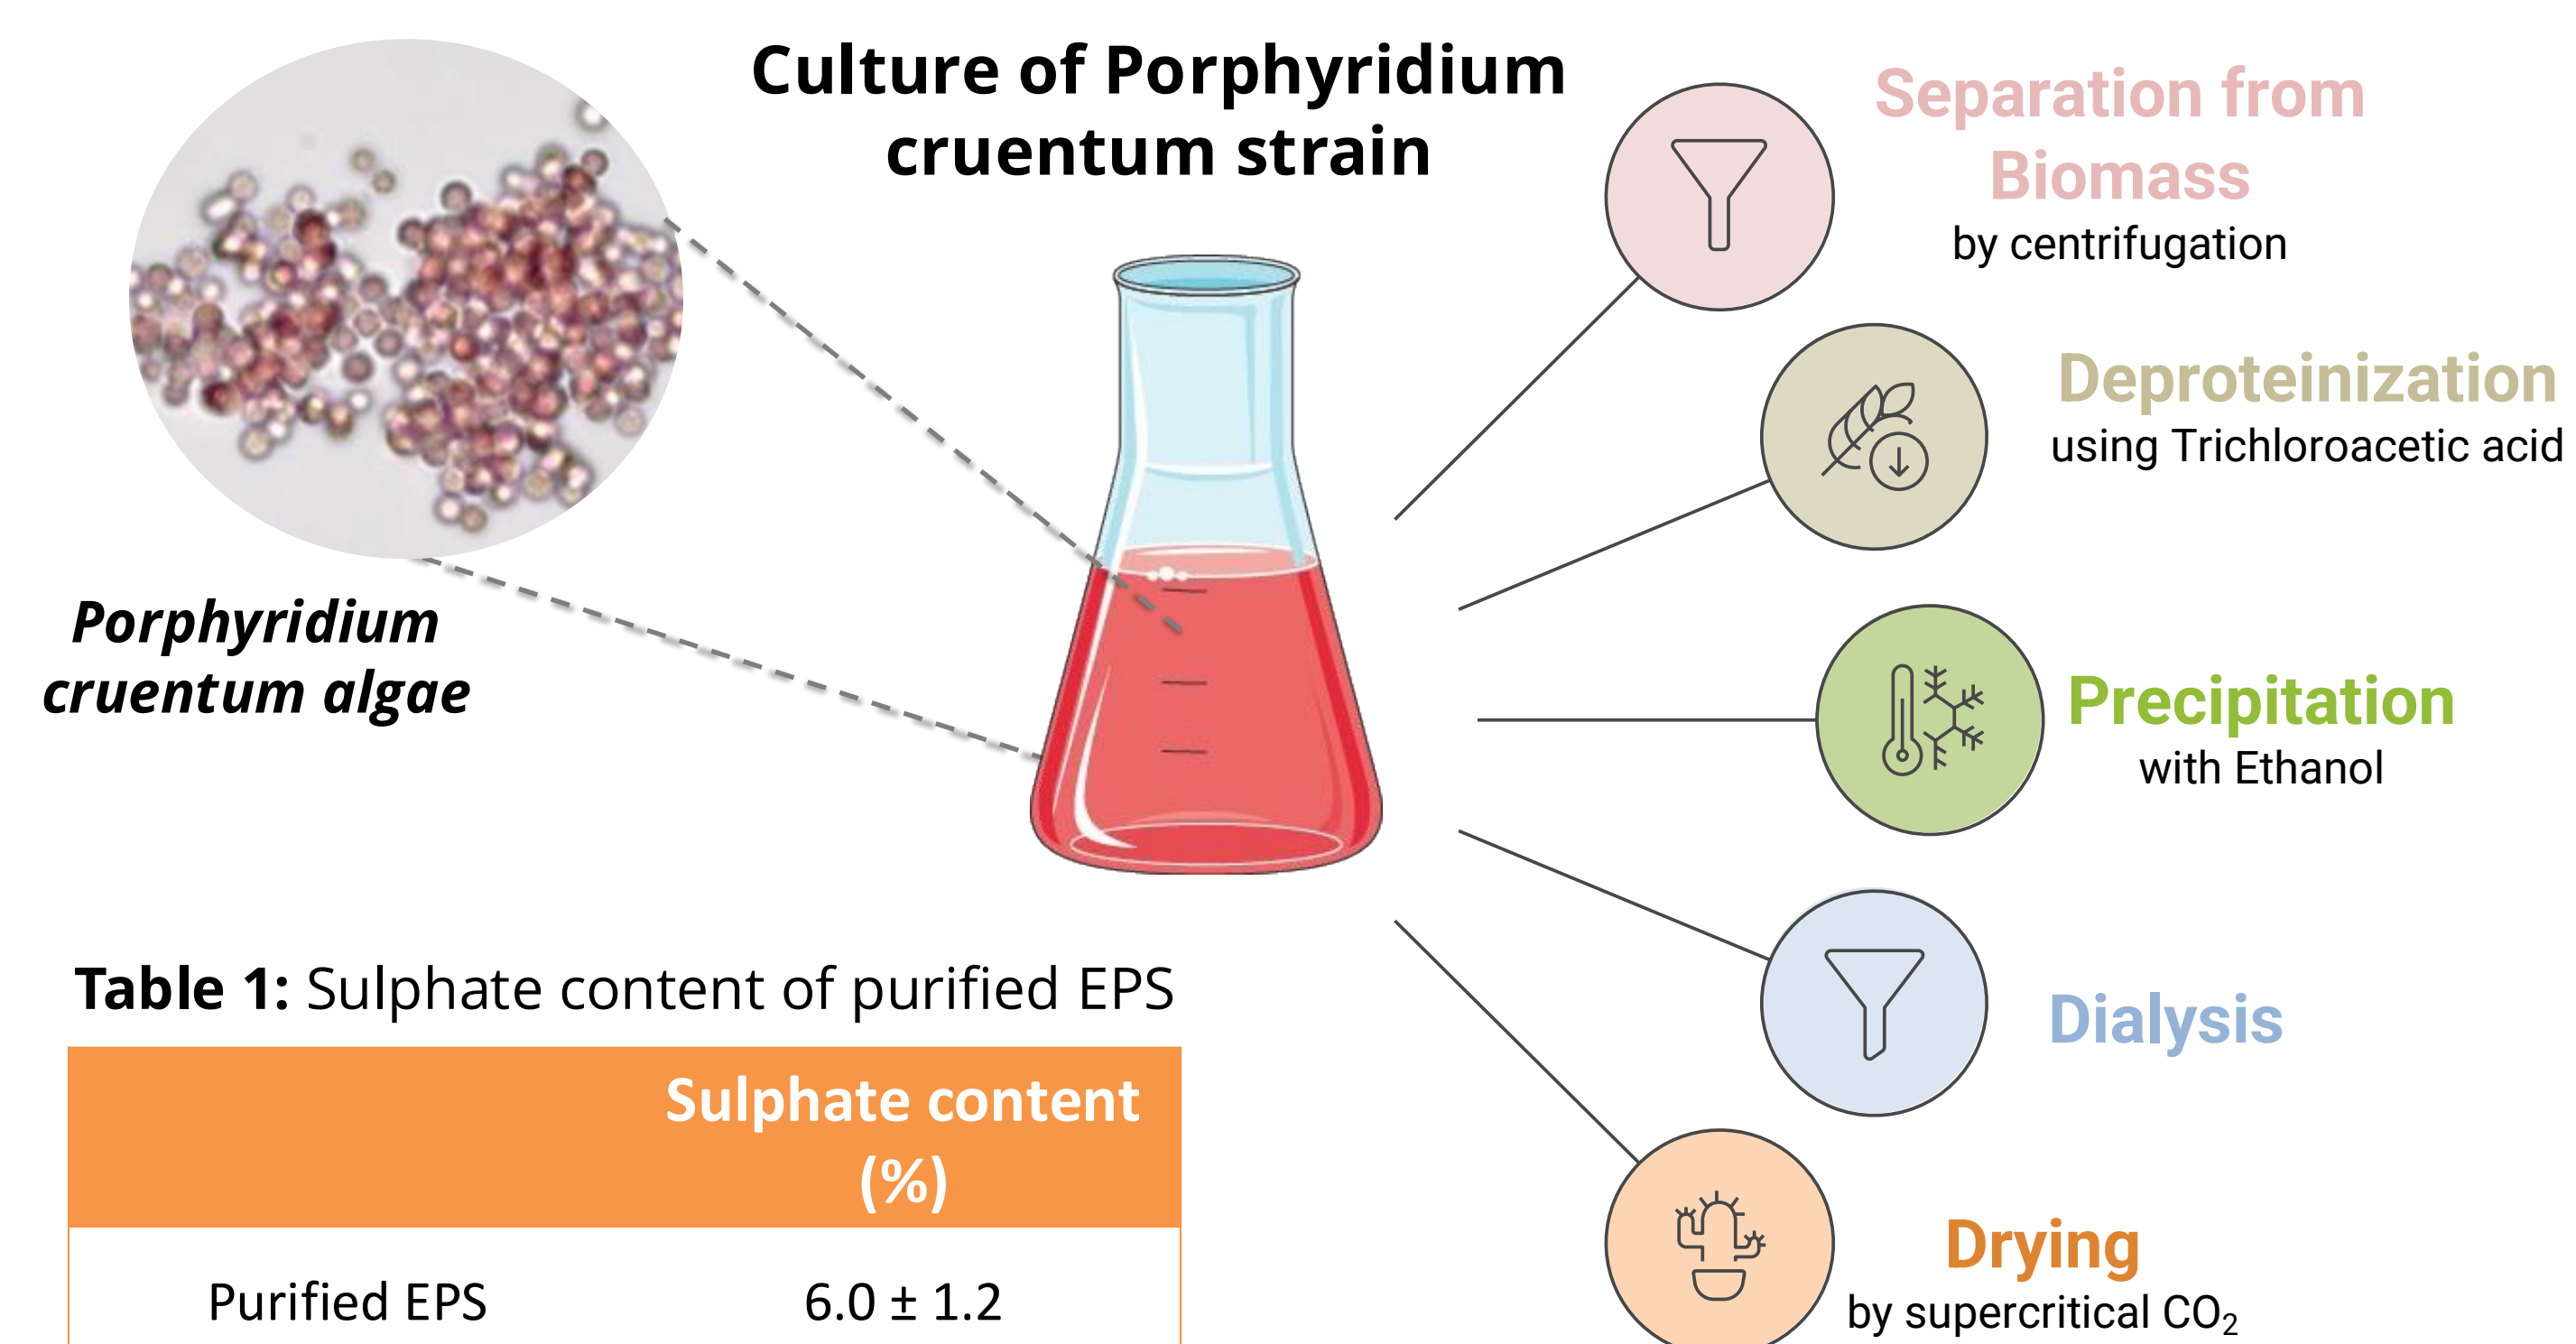 Culture of Porphyridium
cruentum strain
Porphyridium
cruentum algae
Separation from
Biomass
by centrifugation
Deproteinization
using Trichloroacetic acid
Precipitation
with Ethanol
Dialysis
Drying
by supercritical CO₂
Table 1: Sulphate content of purified EPS
Sulphate content
(%)
Purified EPS 6.0 ± 1.2